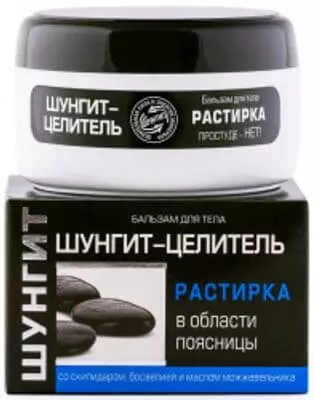 ШУНГИТ-ЦЕЛИТЕЛЬ
Бальзам для тела
РАСТИРКА
ПРОСТУДЕ - НЕТ!
ШУНГИТ
БАЛЬЗАМ ДЛЯ ТЕЛА
ШУНГИТ-ЦЕЛИТЕЛЬ
РАСТИРКА
в области
поясницы
со скипидаром, босвелией и маслом можжевельника